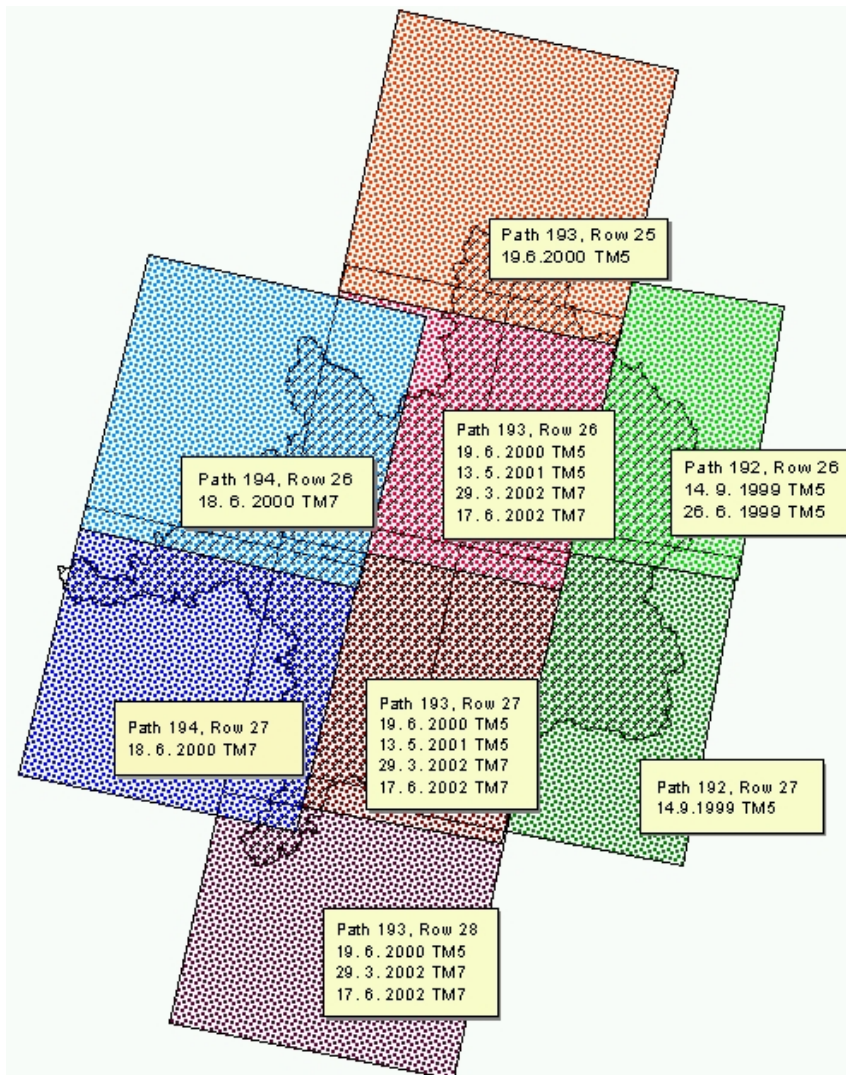 Path 193, Row 25
19.6.2000 TM5
Path 193, Row 26
19.6.2000 TM5
13.5.2001 TM5
29.3.2002 TM7
17.6.2002 TM7
Path 192, Row 26
14.9.1999 TM5
26.6.1999 TM5
Path 194, Row 26
18.6.2000 TM7
Path 193, Row 27
19.6.2000 TM5
13.5.2001 TM5
29.3.2002 TM7
17.6.2002 TM7
Path 194, Row 27
18.6.2000 TM7
Path 192, Row 27
14.9.1999 TM5
Path 193, Row 28
19.6.2000 TM5
29.3.2002 TM7
17.6.2002 TM7